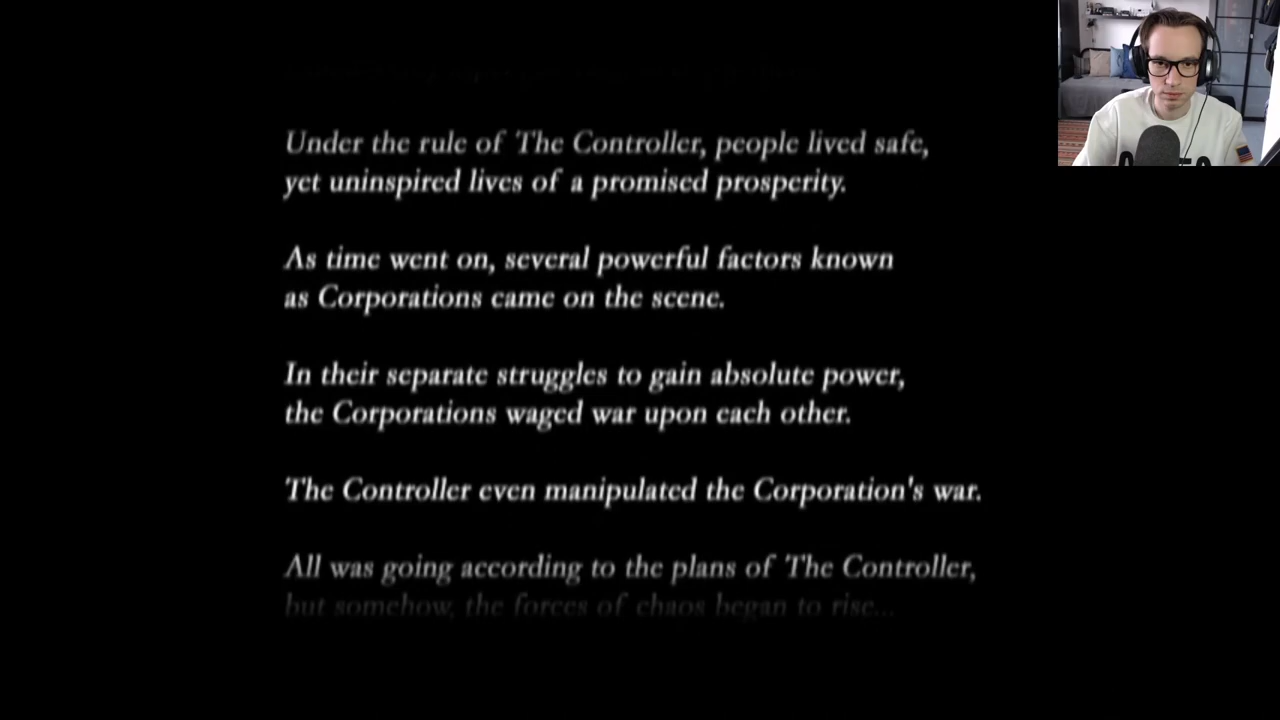 Under the rule of The Controller, people lived safe,
yet uninspired lives of a promised prosperity.
As time went on, several powerful factors known
as Corporations came on the scene.
In their separate struggles to gain absolute power,
the Corporations waged war upon each other.
The Controller even manipulated the Corporation's war.
All was going according to the plans of The Controller,
but somehow, the forces of chaos began to rise...